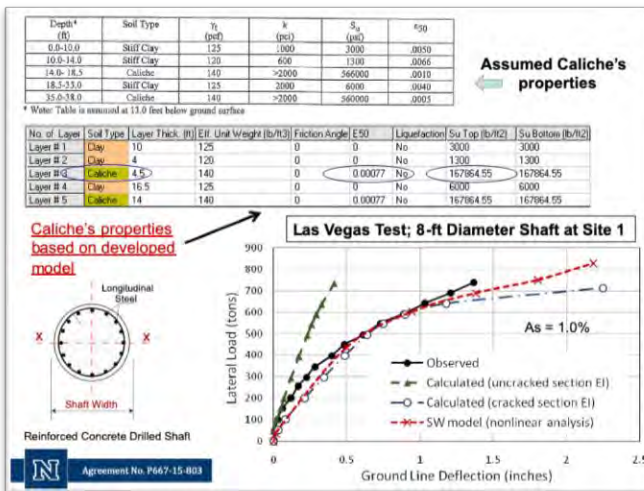 Depth* (ft) Soil Type γt (pcf) k (pci) Su (psf) ε50
0.0-10.0 Stiff Clay 125 1000 3000 .0050
10.0-14.0 Stiff Clay 120 600 1300 .0066
14.0- 18.5 Caliche 140 >2000 566000 .0010
18.5-35.0 Stiff Clay 125 2000 6000 .0040
35.0-38.0 Caliche 140 >2000 560000 .0005
* Water Table is assumed at 13.0 feet below ground surface
Assumed Caliche's
properties
No. of Layer Soil Type Layer Thick. (ft) Eff. Unit Weight (lb/ft3) Friction Angle E50 Liquefaction Su Top (lb/ft2) Su Bottom (lb/ft2)
Layer # 1 Clay 10 125 0 0 No 3000 3000
Layer # 2 Clay 4 120 0 0 No 1300 1300
Layer # Caliche 4.5 140 0 0.00077 No 167864.55 167864.55
Layer # 4 Clay 16.5 125 0 0 No 6000 6000
Layer # 5 Caliche 14 140 0 0.00077 No 167864.55 167864.55
Caliche's properties
based on developed
model
Las Vegas Test; 8-ft Diameter Shaft at Site 1
Longitudinal
Steel
X X
Shaft Width
Reinforced Concrete Drilled Shaft
Lateral Load (tons)
900
800
700
600
500
400
300
200
100
0
As = 1.0%
Observed
Calculated (uncracked section EI)
Calculated (cracked section EI)
SW model (nonlinear analysis)
0 0.5 1 1.5 2 2.5
Ground Line Deflection (inches)
N
Agreement No. P667-15-803